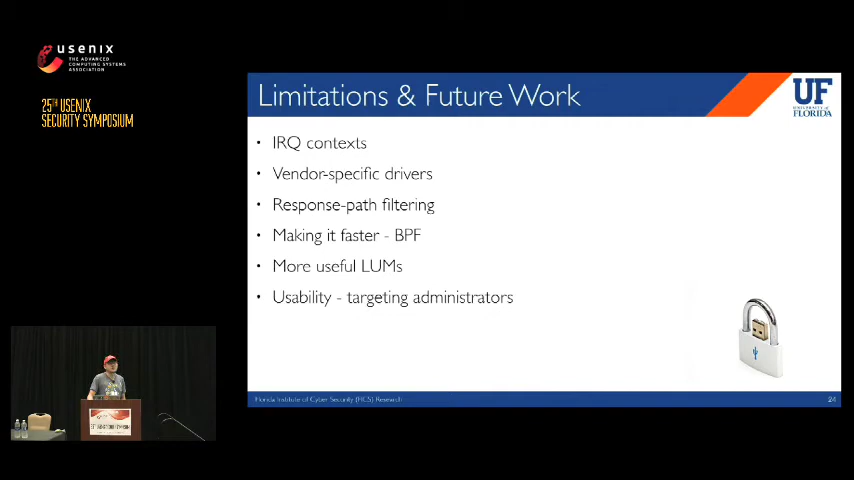 usenix
THE ADVANCED
COMPUTING SYSTEMS
ASSOCIATION
25TH USENIX
SECURITY SYMPOSIUM
Limitations & Future Work
UF
UNIVERSITY of
FLORIDA
• IRQ contexts
• Vendor-specific drivers
• Response-path filtering
• Making it faster - BPF
• More useful LUMs
• Usability - targeting administrators
Florida Institute of Cyber Security (FICS) Research
24